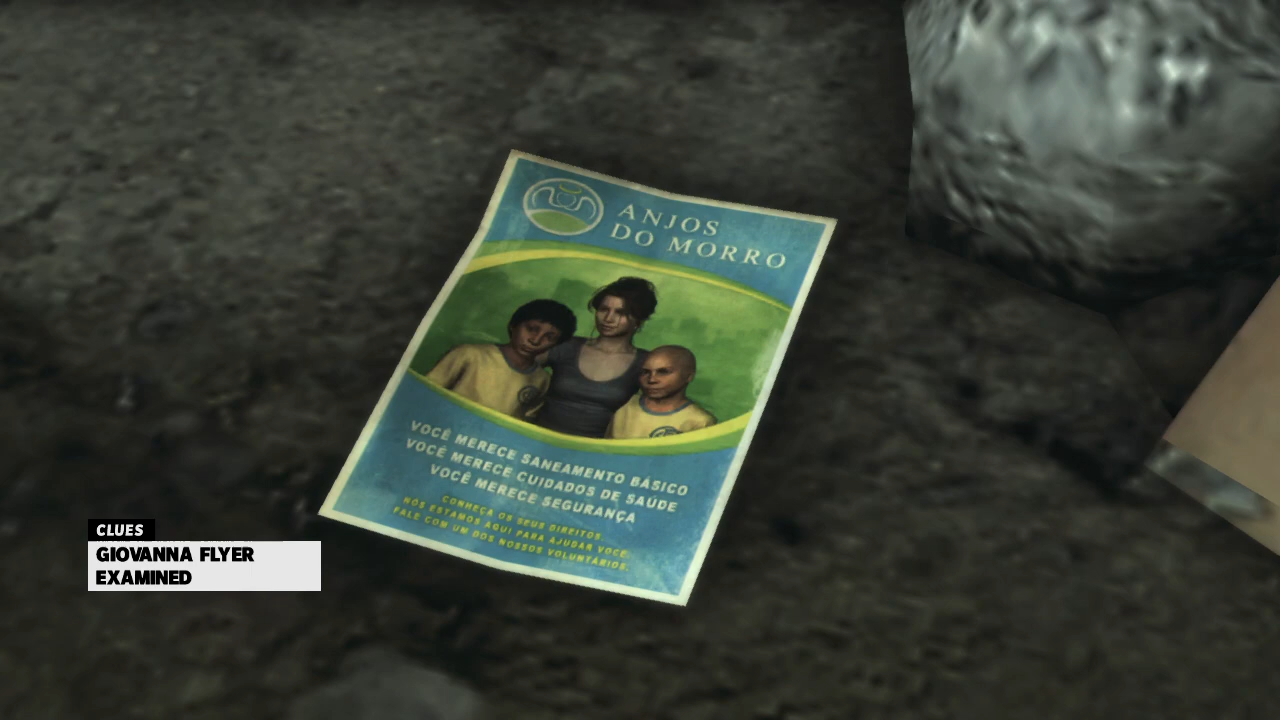 ANJOS
DO MORRO
VOCÊ MERECE SANEAMENTO BÁSICO
VOCÊ MERECE CUIDADOS DE SAÚDE
VOCÊ MERECE SEGURANÇA
CONHEÇA OS SEUS DIREITOS.
NÓS ESTAMOS AQUI PARA AJUDAR VOCÊ.
FALE COM UM DOS NOSSOS VOLUNTÁRIOS.
CLUES
GIOVANNA FLYER
EXAMINED